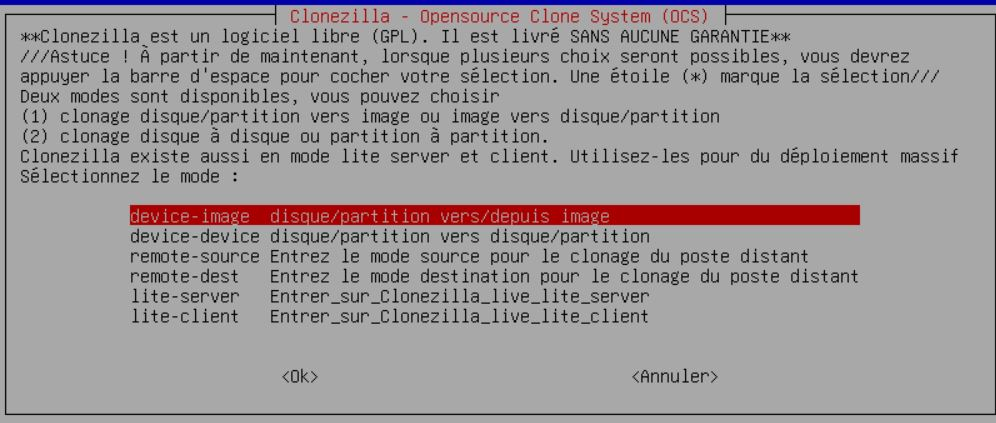 Clonezilla - Opensource Clone System (OCS)
**Clonezilla est un logiciel libre (GPL). Il est livré SANS AUCUNE GARANTIE**
///Astuce ! À partir de maintenant, lorsque plusieurs choix seront possibles, vous devrez
appuyer la barre d'espace pour cocher votre sélection. Une étoile (*) marque la sélection///
Deux modes sont disponibles, vous pouvez choisir
(1) clonage disque/partition vers image ou image vers disque/partition
(2) clonage disque à disque ou partition à partition.
Clonezilla existe aussi en mode lite server et client. Utilisez-les pour du déploiement massif
Sélectionnez le mode :
device-image disque/partition vers/depuis image
device-device disque/partition vers disque/partition
remote-source Entrez le mode source pour le clonage du poste distant
remote-dest Entrez le mode destination pour le clonage du poste distant
lite-server Entrer_sur_Clonezilla_live_lite_server
lite-client Entrer_sur_Clonezilla_live_lite_client
<Ok> <Annuler>